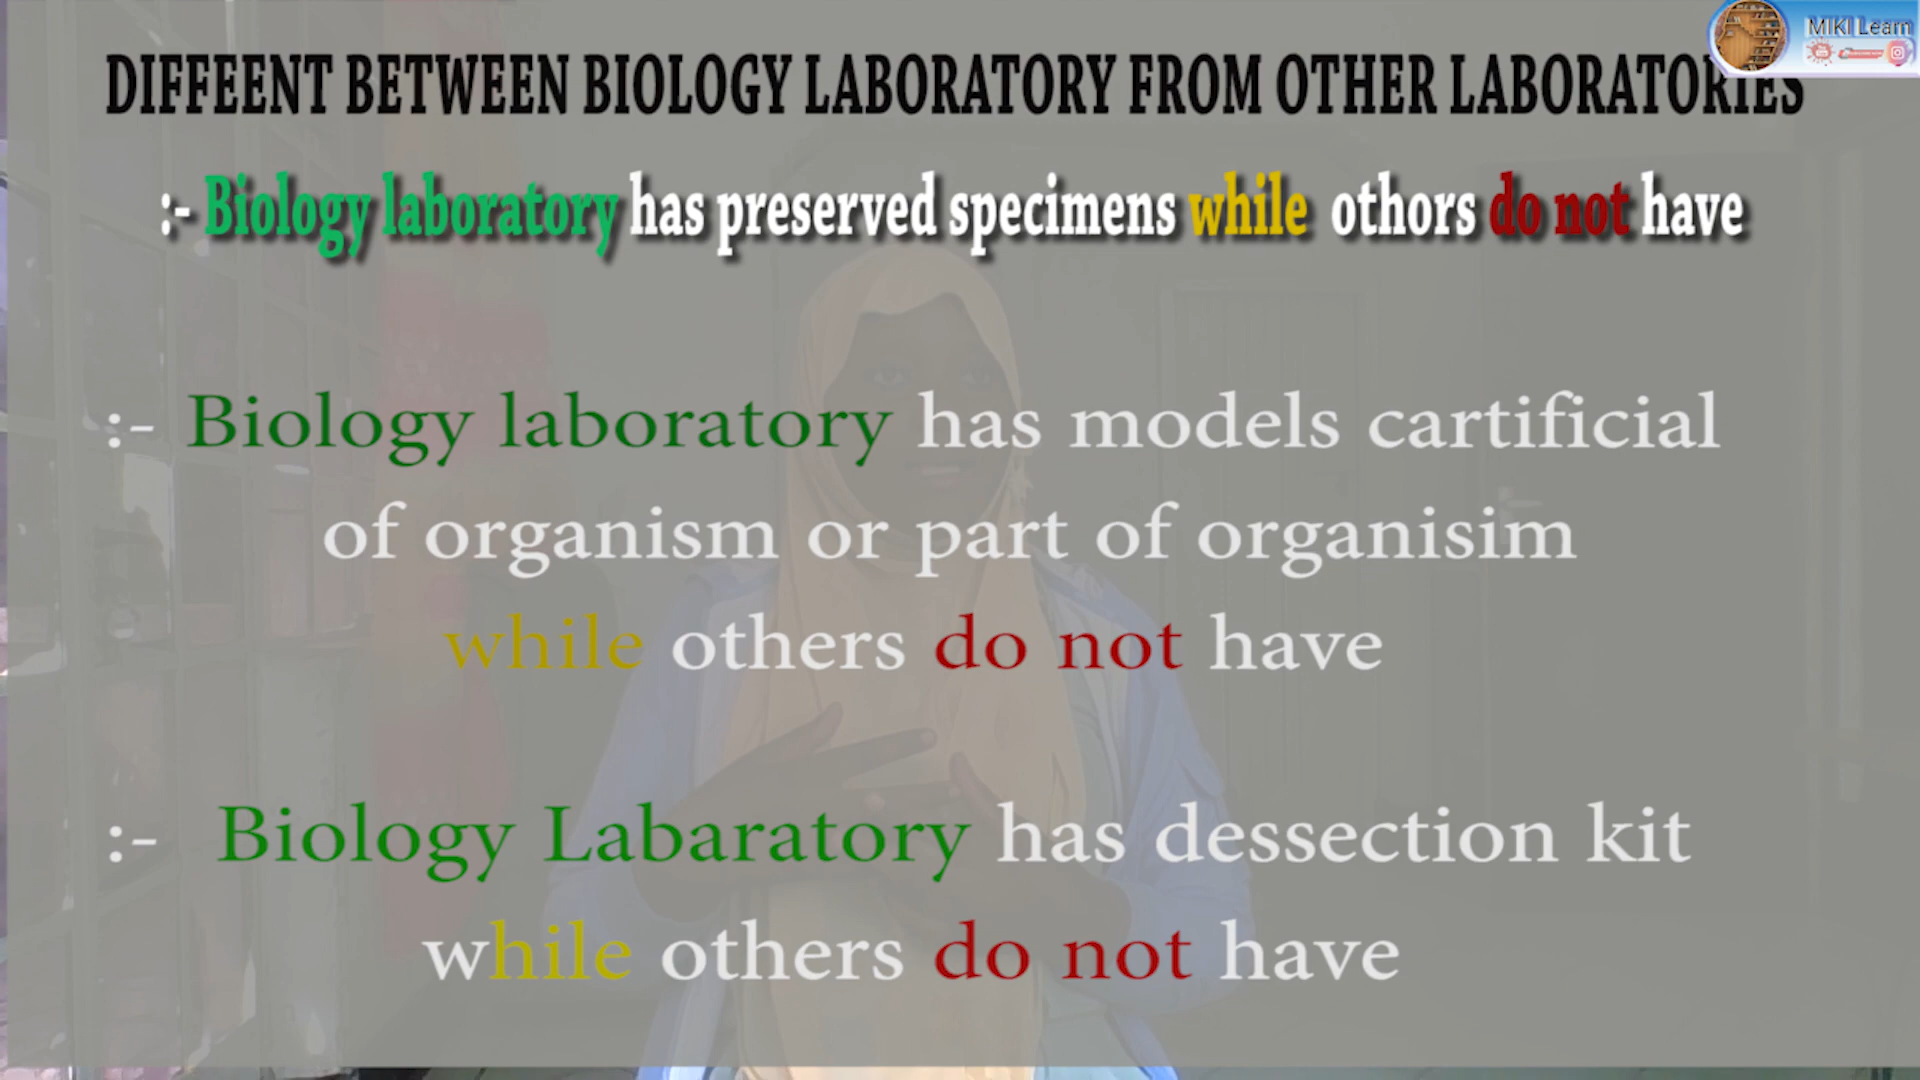 MIKI Learn
DIFFEENT BETWEEN BIOLOGY LABORATORY FROM OTHER LABORATORIES
:- Biology laboratory has preserved specimens while othors do not have
:- Biology laboratory has models cartificial
of organism or part of organisim
while others do not have
:- Biology Labaratory has dessection kit
while others do not have